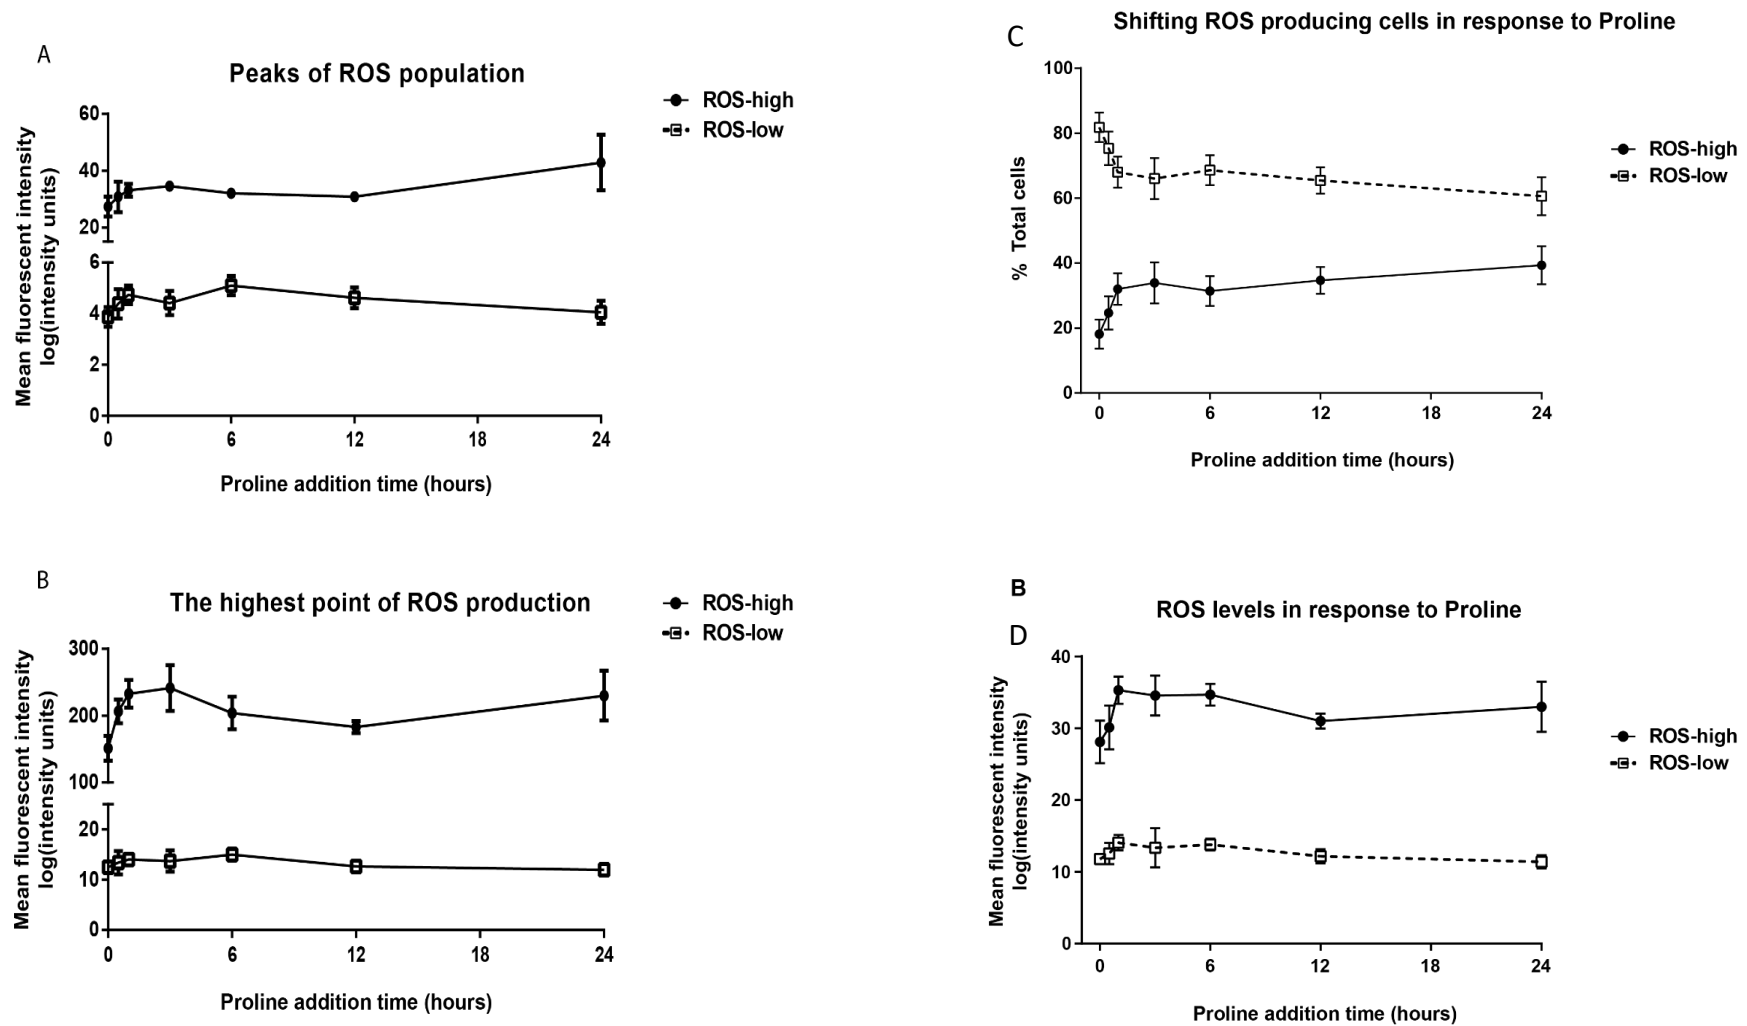 A
Peaks of ROS population
ROS-high
ROS-low
Mean fluorescent intensity
log(intensity units)
60
40
20
6
4
2
0
0 6 12 18 24
Proline addition time (hours)
B
The highest point of ROS production
ROS-high
ROS-low
Mean fluorescent intensity
log(intensity units)
300
200
100
20
10
0
0 6 12 18 24
Proline addition time (hours)
C
Shifting ROS producing cells in response to Proline
ROS-high
ROS-low
% Total cells
100
80
60
40
20
0
0 6 12 18 24
Proline addition time (hours)
B
D
ROS levels in response to Proline
ROS-high
ROS-low
Mean fluorescent intensity
log(intensity units)
40
30
20
10
0
0 6 12 18 24
Proline addition time (hours)